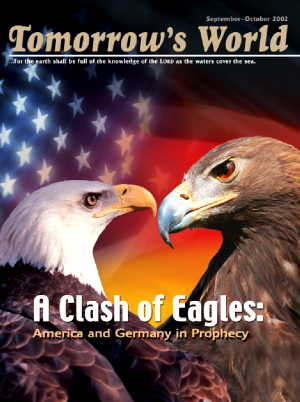 September–October 2002
Tomorrow's World
...For the earth shall be full of the knowledge of the LORD as the waters cover the sea.
A Clash of Eagles:
America and Germany in Prophecy